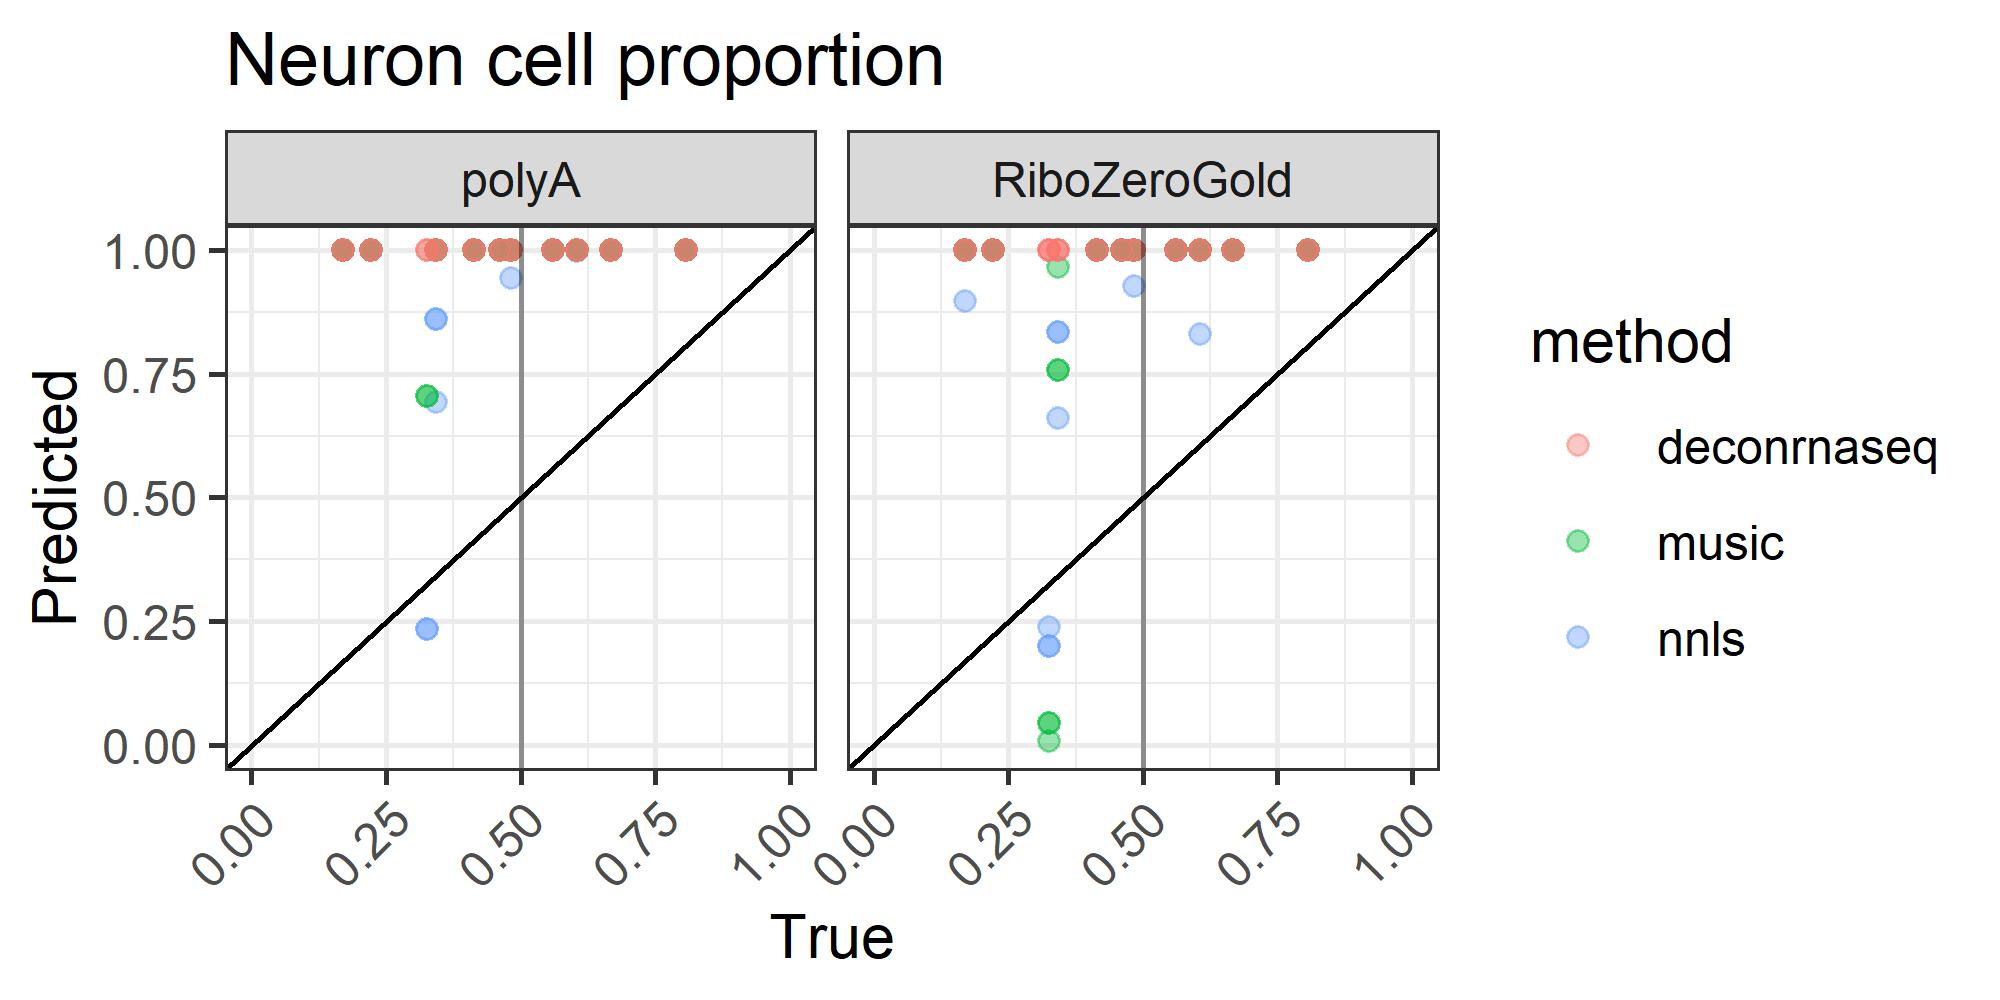 Neuron cell proportion
polyA
RiboZeroGold
Predicted
1.00
0.75
0.50
0.25
0.00
0.00 0.25 0.50 0.75 1.00
0.00 0.25 0.50 0.75 1.00
True
method
deconrnaseq
music
nnls